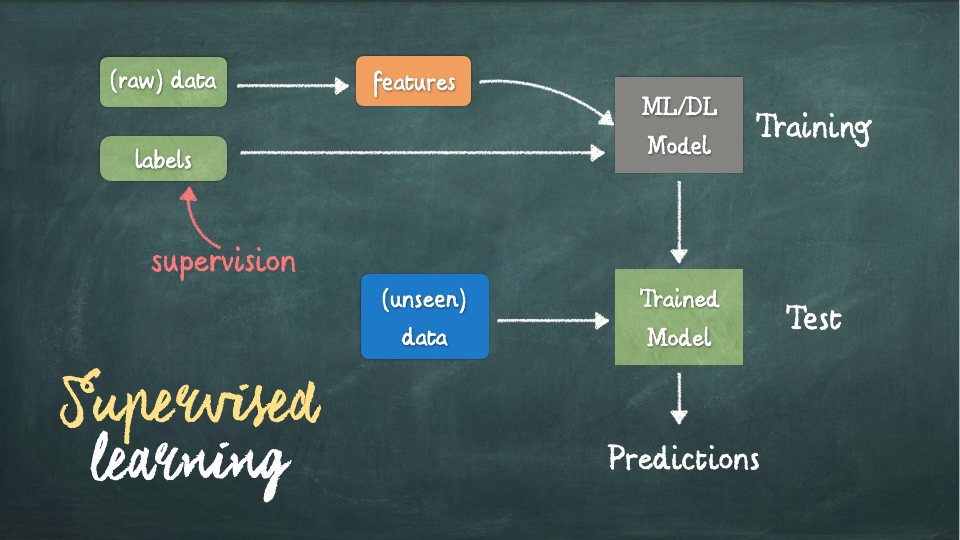 (raw) data
features
ML/DL
Model
Training
labels
supervision
(unseen)
data
Trained
Model
Test
Supervised
learning
Predictions